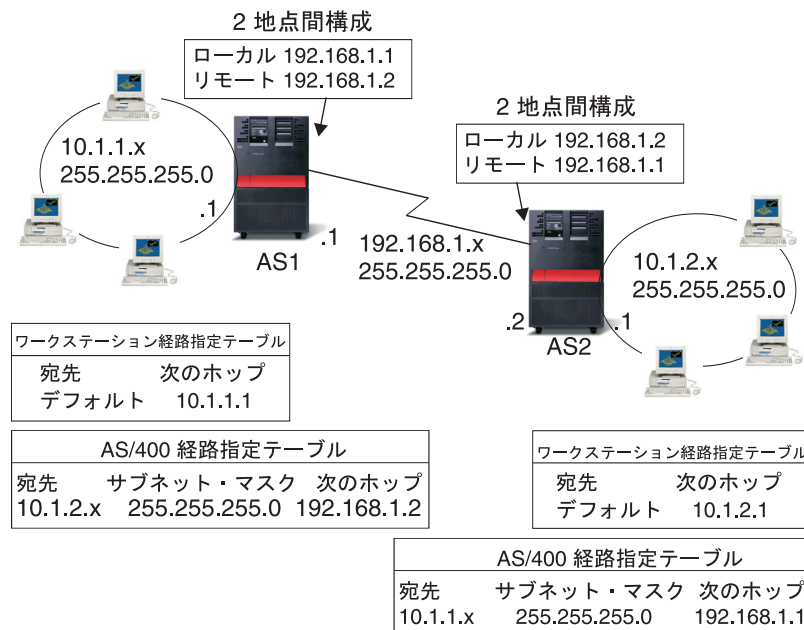 2 地点間構成
ローカル 192.168.1.1
リモート 192.168.1.2
10.1.1.x
255.255.255.0
.1
.1
AS1
2 地点間構成
ローカル 192.168.1.2
リモート 192.168.1.1
192.168.1.x
255.255.255.0
10.1.2.x
255.255.255.0
.2
.1
AS2
ワークステーション経路指定テーブル
宛先 次のホップ
デフォルト 10.1.1.1
AS/400 経路指定テーブル
宛先 サブネット・マスク 次のホップ
10.1.2.x 255.255.255.0 192.168.1.2
ワークステーション経路指定テーブル
宛先 次のホップ
デフォルト 10.1.2.1
AS/400 経路指定テーブル
宛先 サブネット・マスク 次のホップ
10.1.1.x 255.255.255.0 192.168.1.1